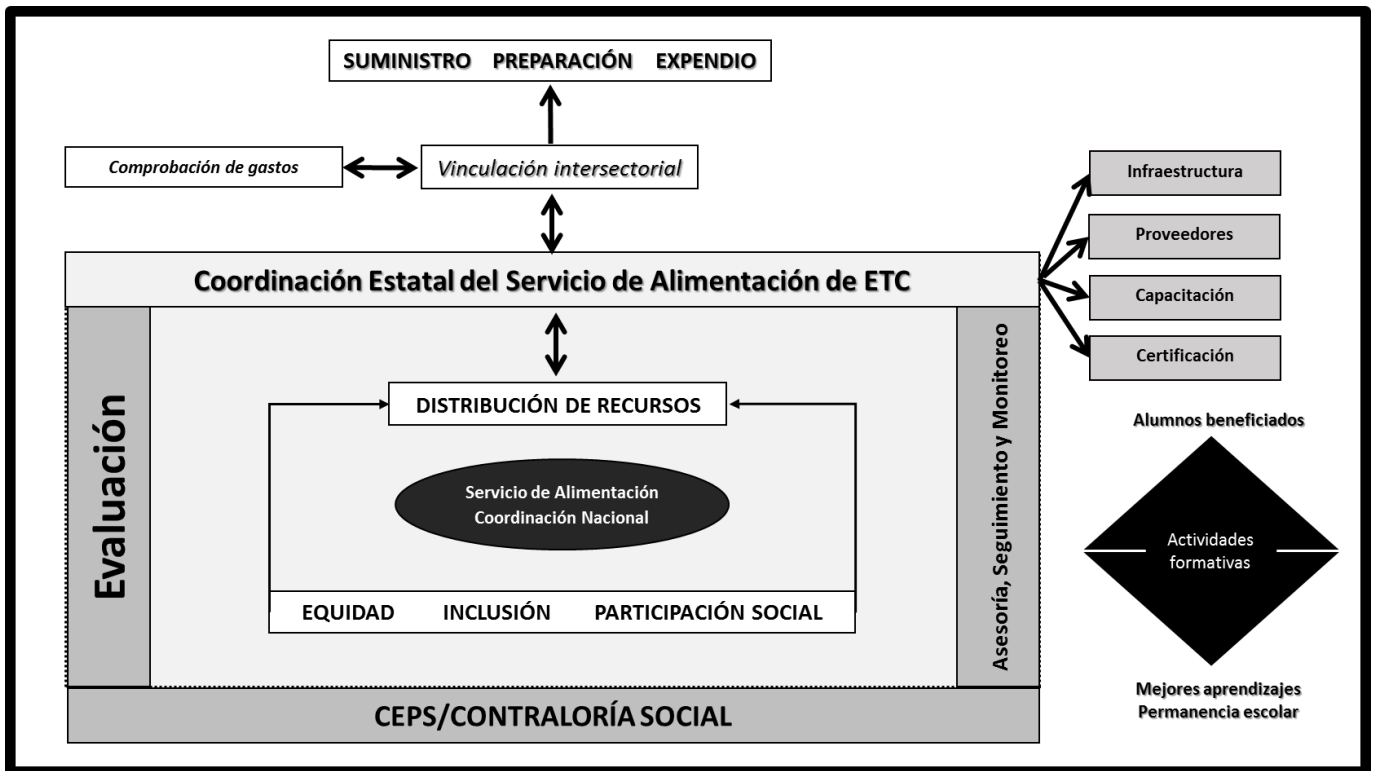 SUMINISTRO PREPARACIÓN EXPENDIO
Comprobación de gastos
Vinculación intersectorial
Infraestructura
Proveedores
Capacitación
Certificación
Coordinación Estatal del Servicio de Alimentación de ETC
Evaluación
DISTRIBUCIÓN DE RECURSOS
Servicio de Alimentación
Coordinación Nacional
EQUIDAD INCLUSIÓN PARTICIPACIÓN SOCIAL
Asesoría, Seguimiento y Monitoreo
Alumnos beneficiados
Actividades
formativas
Mejores aprendizajes
Permanencia escolar
CEPS/CONTRALORÍA SOCIAL